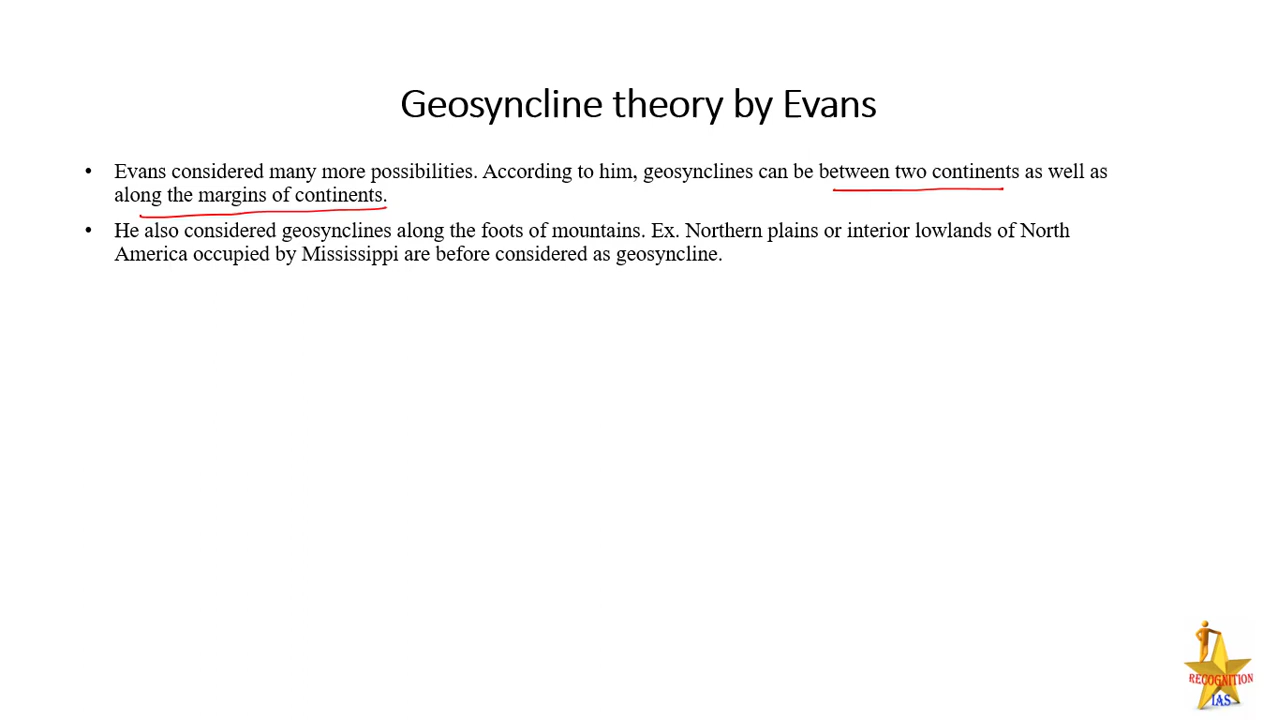 Geosyncline theory by Evans
• Evans considered many more possibilities. According to him, geosynclines can be between two continents as well as
along the margins of continents.
• He also considered geosynclines along the foots of mountains. Ex. Northern plains or interior lowlands of North
America occupied by Mississippi are before considered as geosyncline.
RECOGNITION
IAS